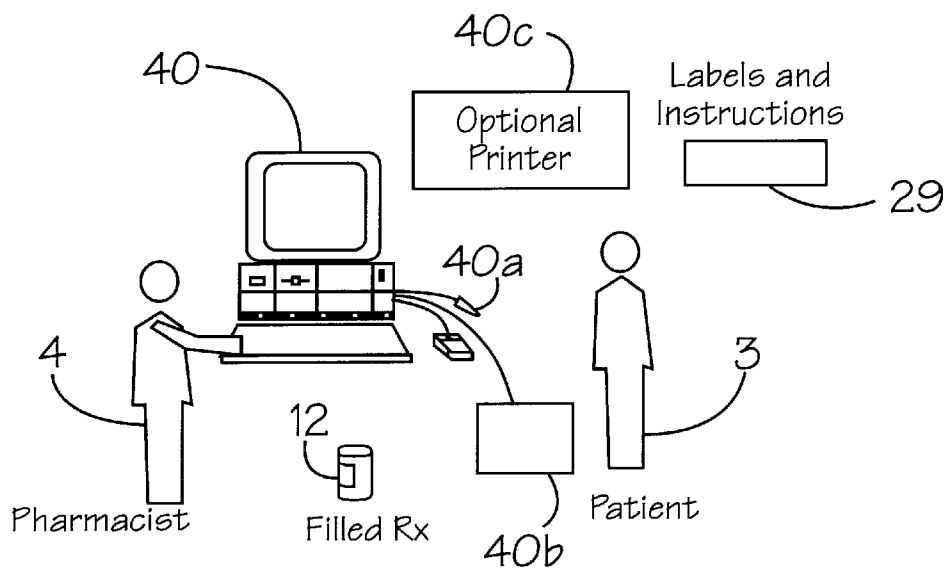 40c
40
Labels and
Instructions
Optional
Printer
29
40a
4
3
12
Pharmacist
Filled Rx
Patient
40b